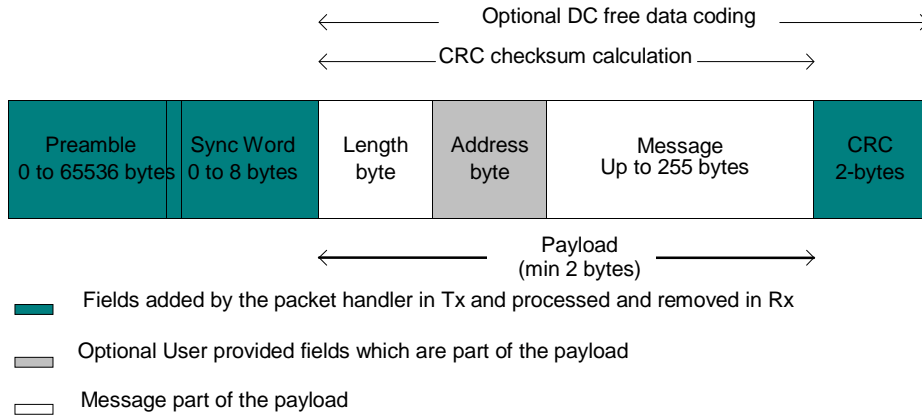 Optional DC free data coding
CRC checksum calculation
Preamble
0 to 65536 bytes
Sync Word
0 to 8 bytes
Length
byte
Address
byte
Message
Up to 255 bytes
CRC
2-bytes
Payload
(min 2 bytes)
Fields added by the packet handler in Tx and processed and removed in Rx
Optional User provided fields which are part of the payload
Message part of the payload